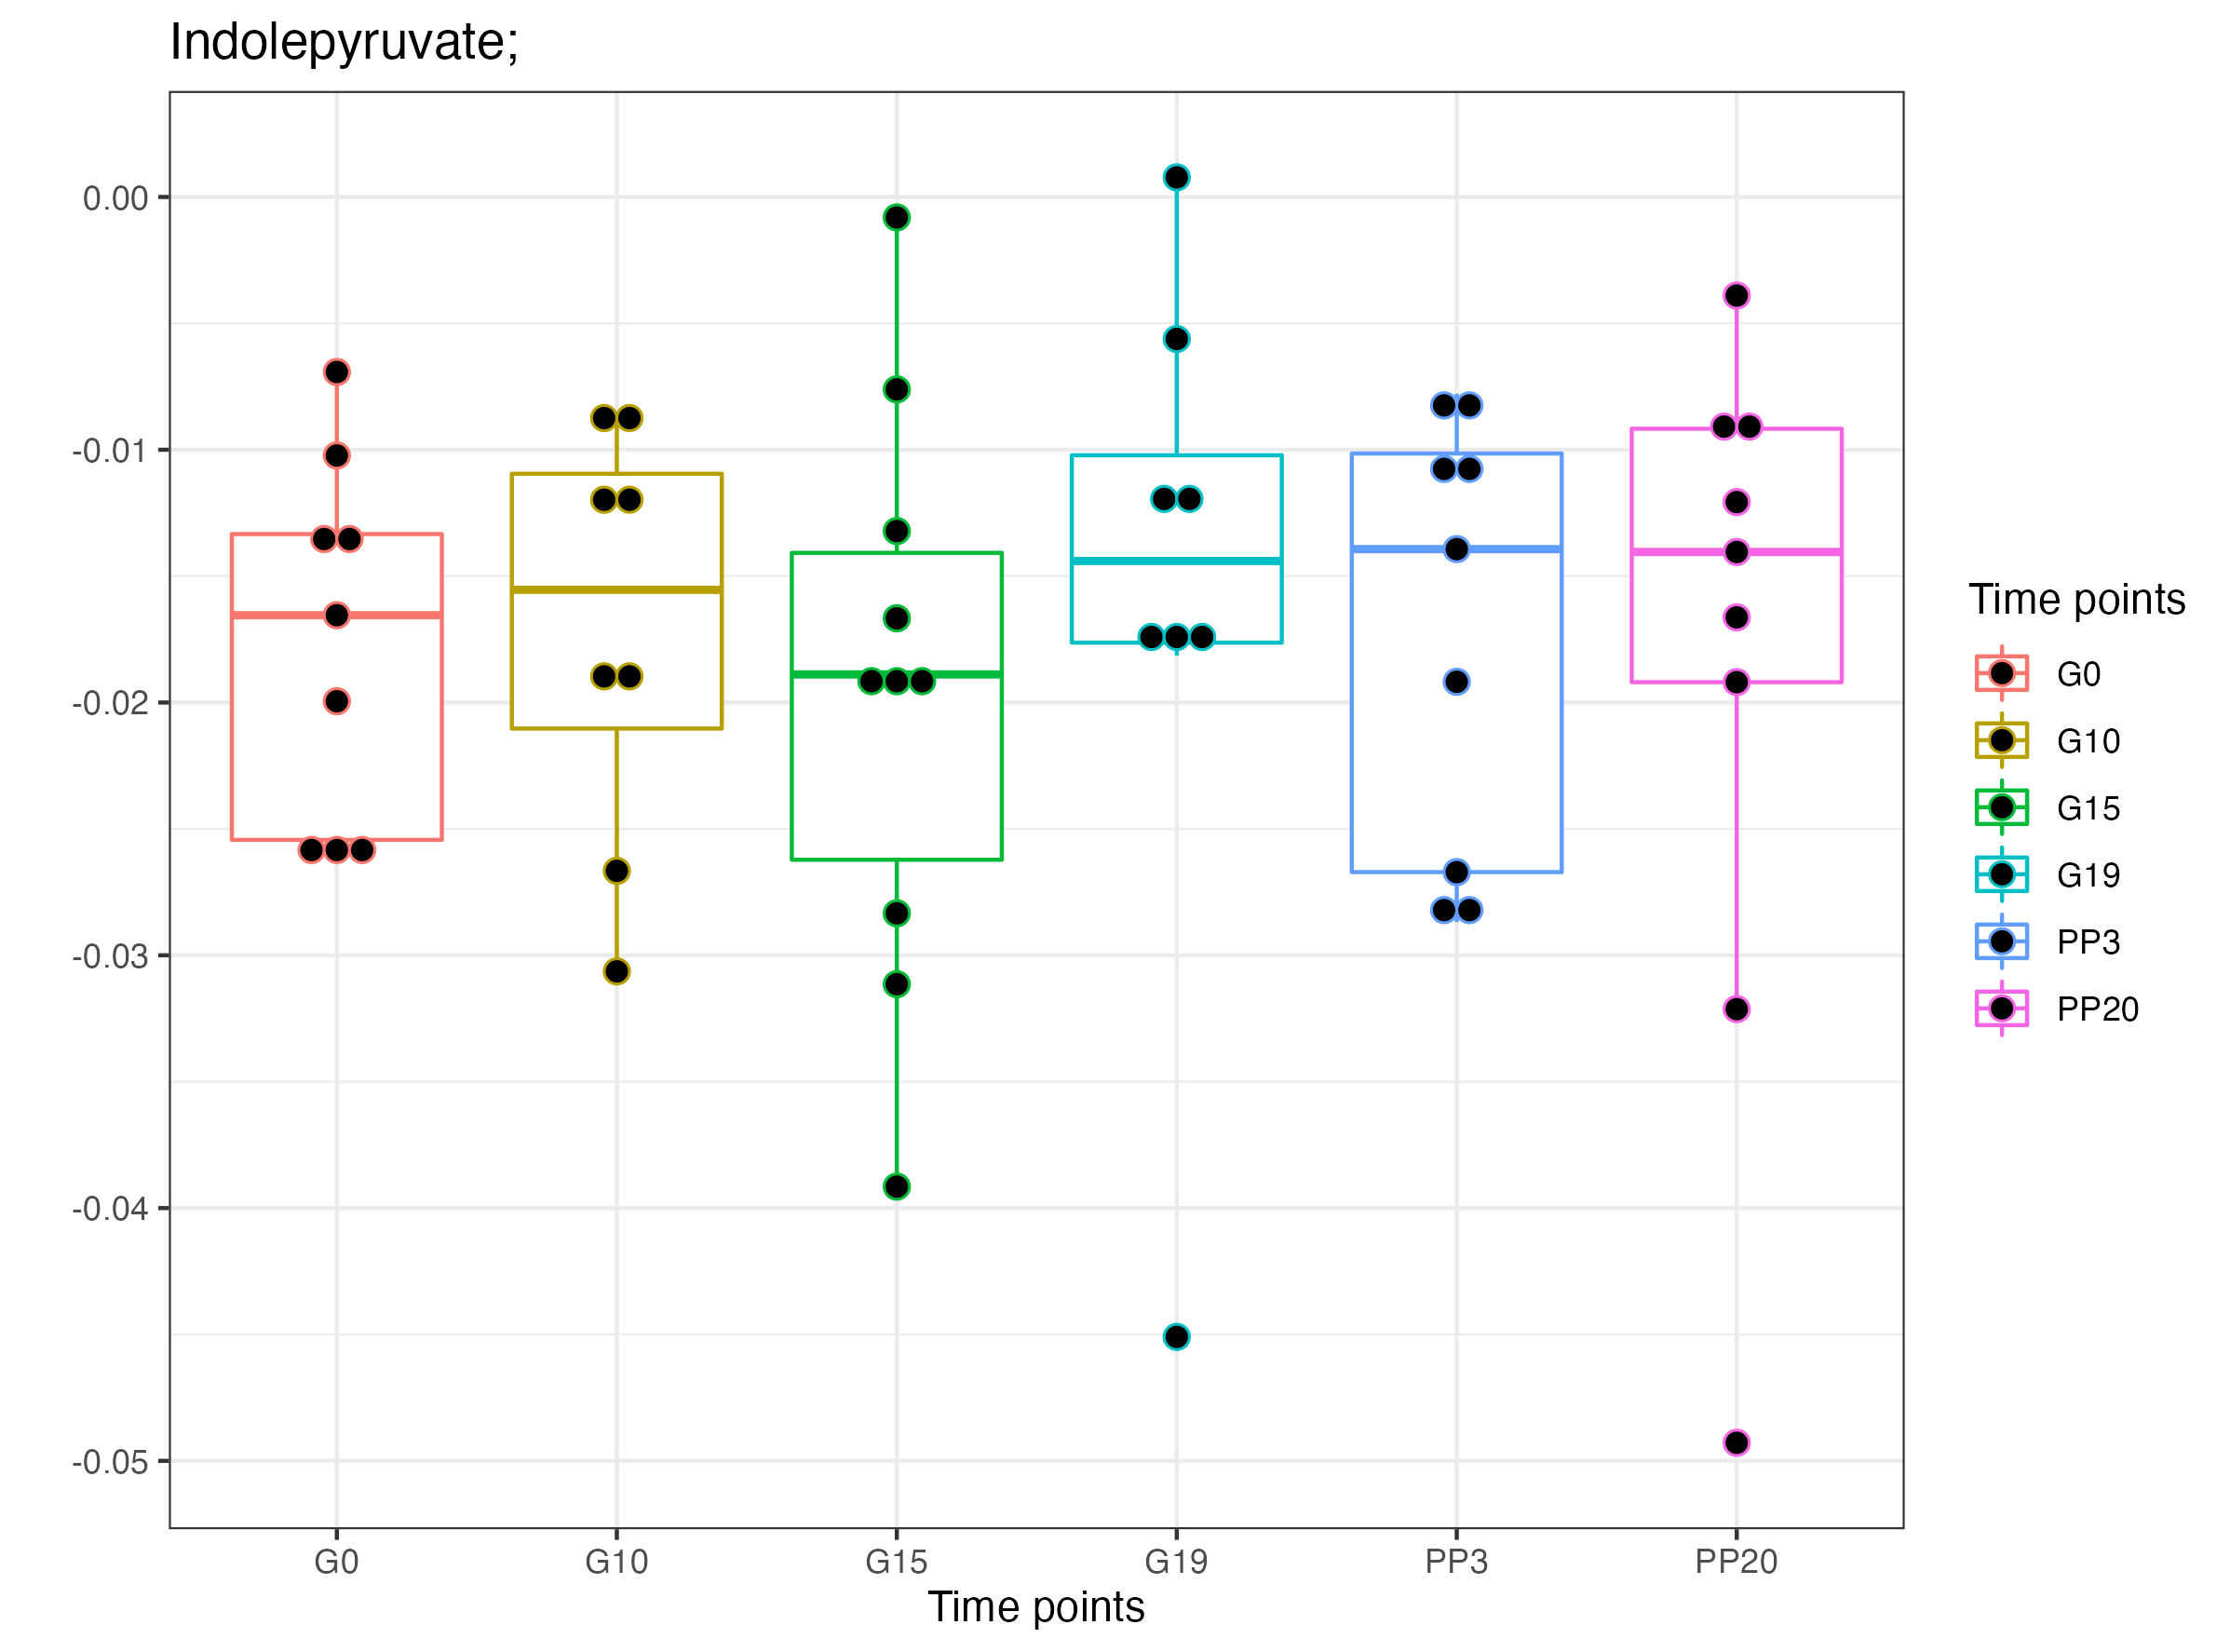 Indolepyruvate;
0.00
-0.01
-0.02
-0.03
-0.04
-0.05
G0 G10 G15 G19 PP3 PP20
Time points
Time points
G0
G10
G15
G19
PP3
PP20